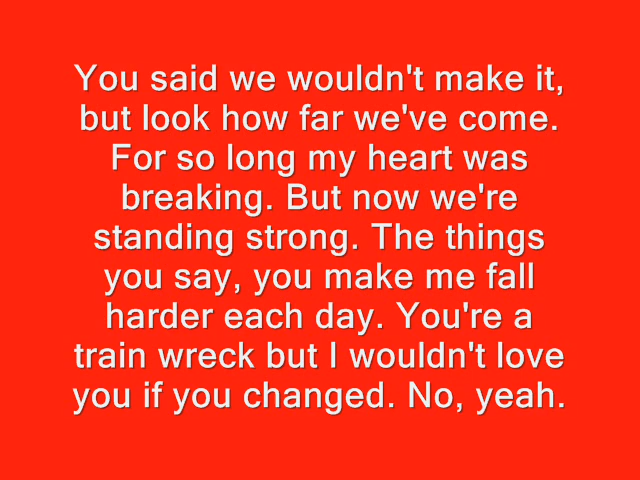 You said we wouldn't make it,
but look how far we've come.
For so long my heart was
breaking. But now we're
standing strong. The things
you say, you make me fall
harder each day. You're a
train wreck but I wouldn't love
you if you changed. No, yeah.